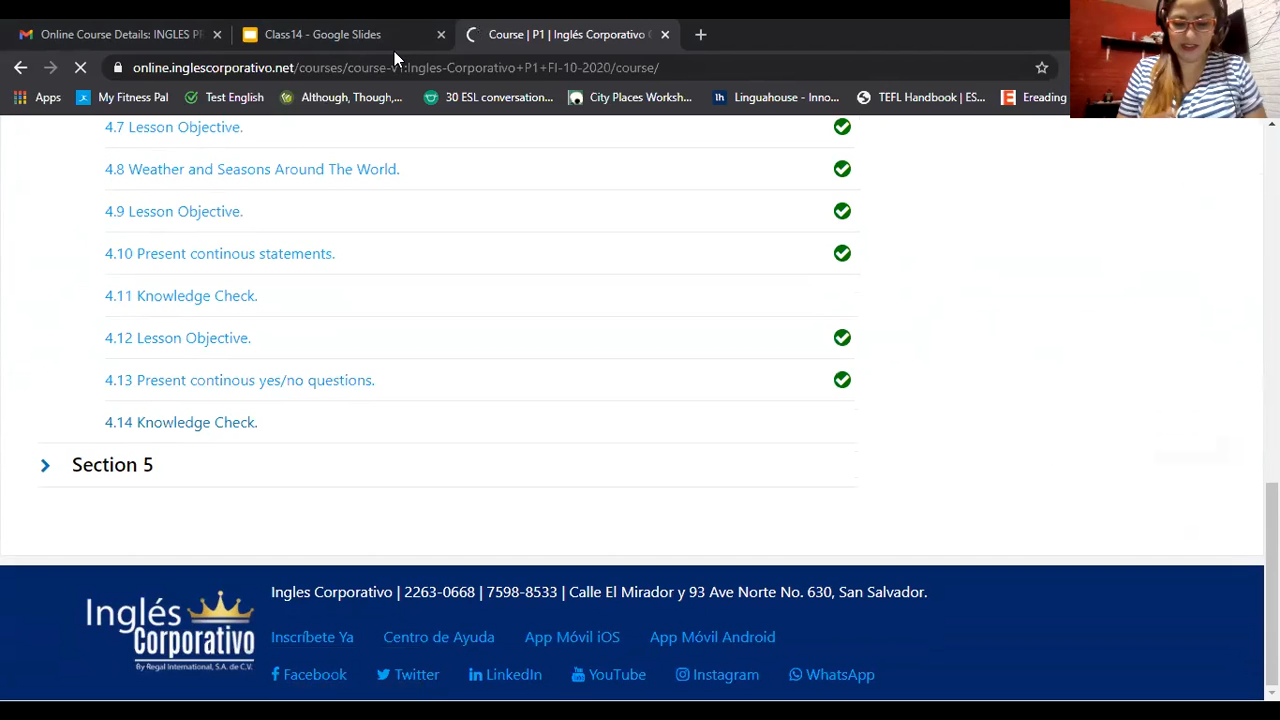 Online Course Details: INGLES PR
Class14 - Google Slides
Course | P1 | Inglés Corporativo
online.inglescorporativo.net/courses/course-v1:Ingles-Corporativo+P1+FI-10-2020/course/
Apps
My Fitness Pal
Test English
Although, Though,...
3D ESL Conversation...
City Places Worksh...
Linguahouse - Inno...
TEFL Handbook | ES...
Ereading
4.7 Lesson Objective.
4.8 Weather and Seasons Around The World.
4.9 Lesson Objective.
4.10 Present continous statements.
4.11 Knowledge Check.
4.12 Lesson Objective.
4.13 Present continous yes/no questions.
4.14 Knowledge Check.
Section 5
Inglés Corporativo
By Regal International, S.A. de C.V.
Ingles Corporativo | 2263-0668 | 7598-8533 | Calle El Mirador y 93 Ave Norte No. 630, San Salvador.
Inscríbete Ya
Centro de Ayuda
App Móvil iOS
App Móvil Android
Facebook
Twitter
LinkedIn
YouTube
Instagram
WhatsApp